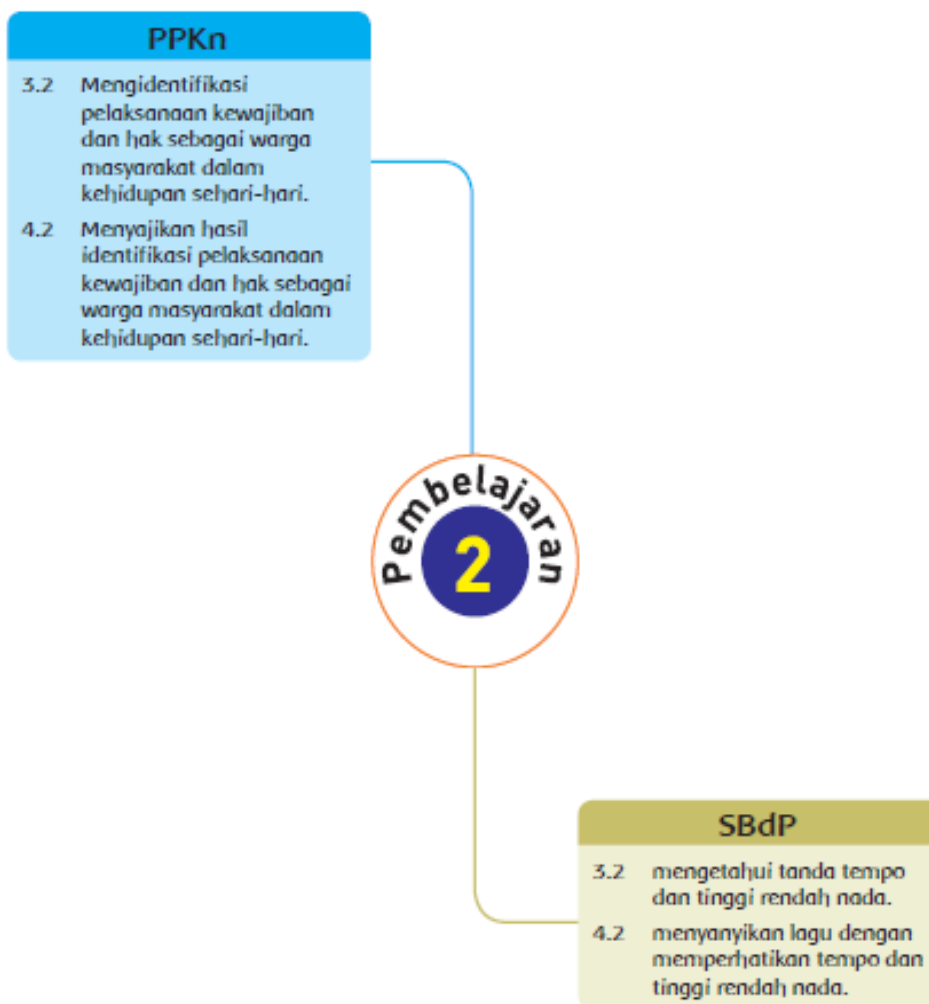 PPKn
3.2 Mengidentifikasi
pelaksanaan kewajiban
dan hak sebagai warga
masyarakat dalam
kehidupan sehari-hari.
4.2 Menyajikan hasil
identifikasi pelaksanaan
kewajiban dan hak sebagai
warga masyarakat dalam
kehidupan sehari-hari.
Pembelajaran
2
SBdP
3.2 mengetahui tanda tempo
dan tinggi rendah nada.
4.2 menyanyikan lagu dengan
memperhatikan tempo dan
tinggi rendah nada.